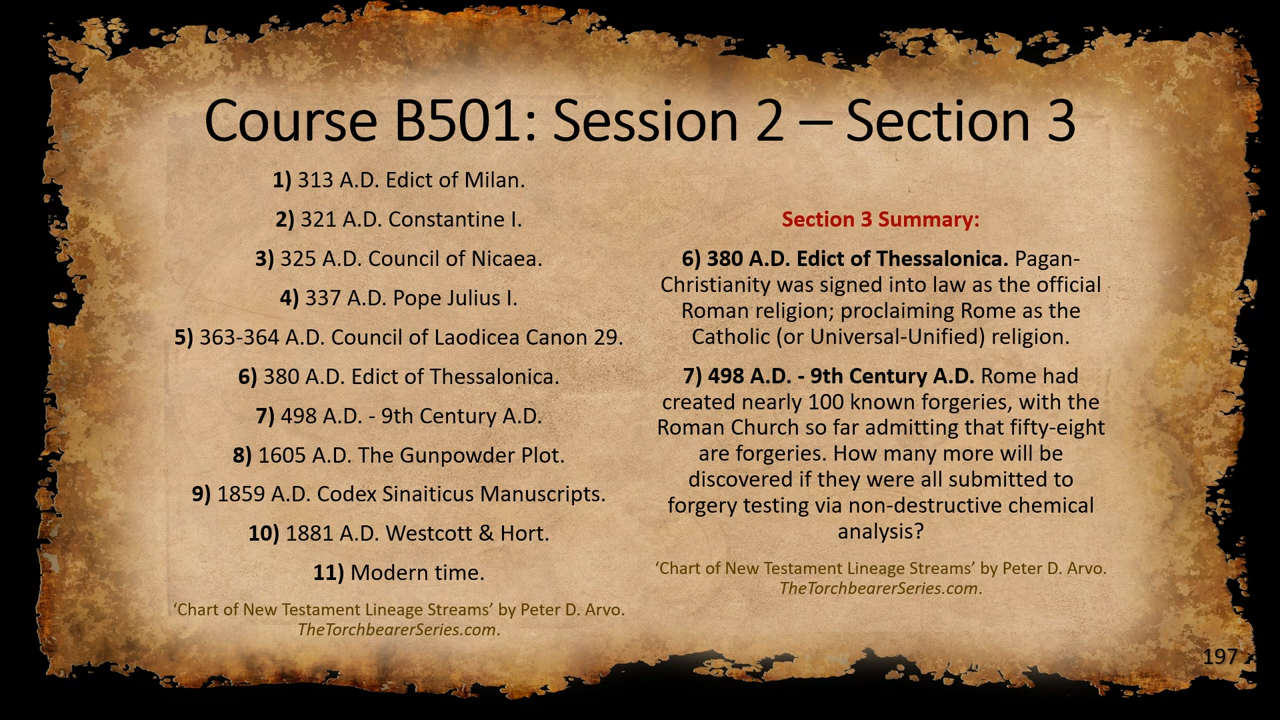 Course B501: Session 2 – Section 3
1) 313 A.D. Edict of Milan.
2) 321 A.D. Constantine I.
3) 325 A.D. Council of Nicaea.
4) 337 A.D. Pope Julius I.
5) 363-364 A.D. Council of Laodicea Canon 29.
6) 380 A.D. Edict of Thessalonica.
7) 498 A.D. - 9th Century A.D.
8) 1605 A.D. The Gunpowder Plot.
9) 1859 A.D. Codex Sinaiticus Manuscripts.
10) 1881 A.D. Westcott & Hort.
11) Modern time.
‘Chart of New Testament Lineage Streams’ by Peter D. Arvo.
TheTorchbearerSeries.com.
Section 3 Summary:
6) 380 A.D. Edict of Thessalonica. Pagan-
Christianity was signed into law as the official
Roman religion; proclaiming Rome as the
Catholic (or Universal-Unified) religion.
7) 498 A.D. - 9th Century A.D. Rome had
created nearly 100 known forgeries, with the
Roman Church so far admitting that fifty-eight
are forgeries. How many more will be
discovered if they were all submitted to
forgery testing via non-destructive chemical
analysis?
‘Chart of New Testament Lineage Streams’ by Peter D. Arvo.
TheTorchbearerSeries.com.
197